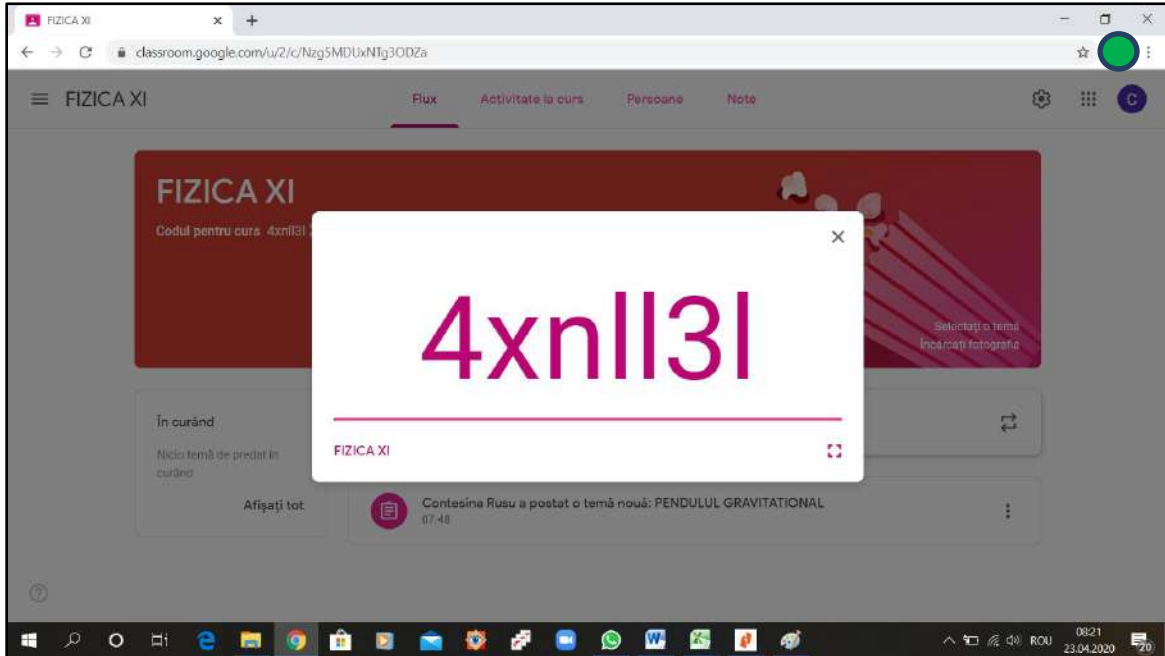 FIZICA XI
classroom.google.com/u/2/c/Nzg5MDUxNTg3ODZa
FIZICA XI
Flux Activitate la curs Persoane Note
C
FIZICA XI
Codul pentru curs 4xnll3l
4xnll3l
FIZICA XI
Selectați o temă
Încărcați fotografia
În curând
Nicio temă de predat în
curând
Afișați tot
Contesina Rusu a postat o temă nouă: PENDULUL GRAVITATIONAL
07:48
ROU
08:21
23.04.2020
20